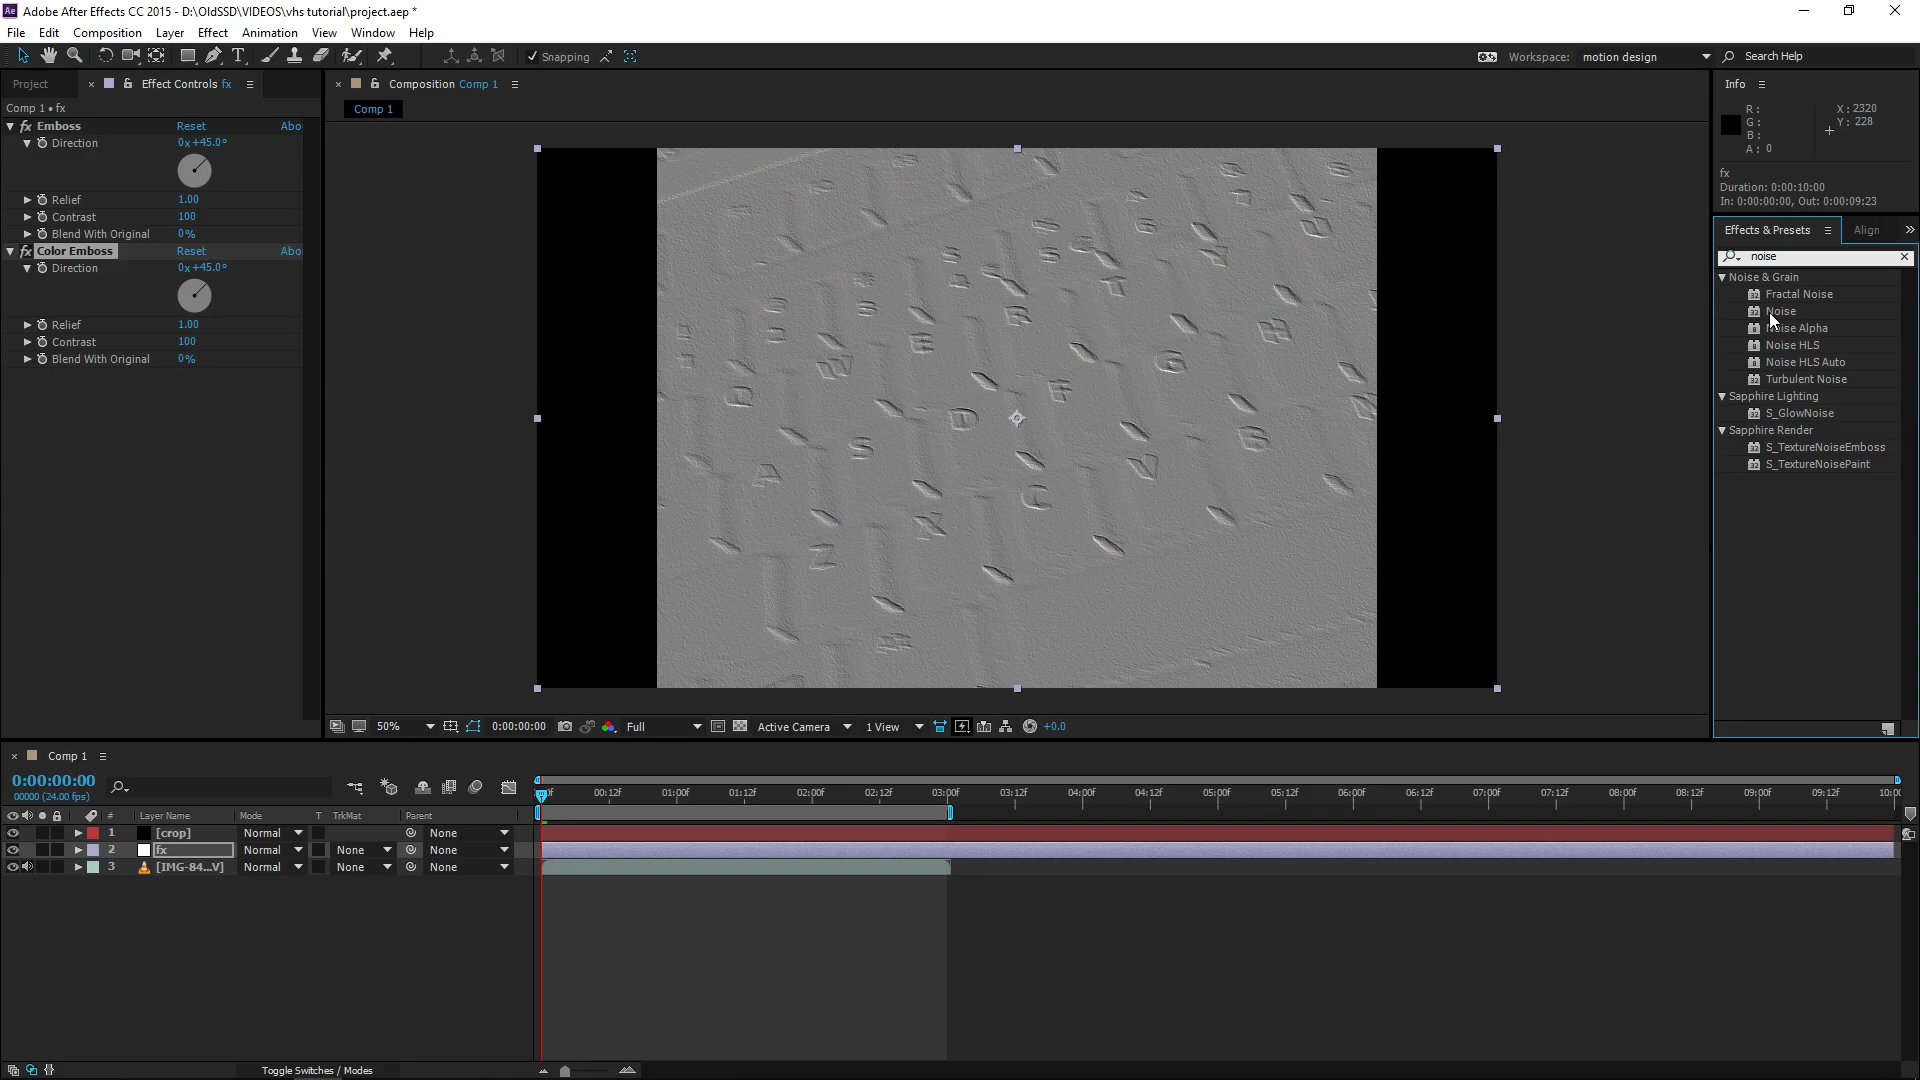 Adobe After Effects CC 2015 - D:\OldSSD\VIDEOS\vhs tutorial\project.aep *
File Edit Composition Layer Effect Animation View Window Help
Snapping Workspace: motion design Search Help
Project Effect Controls fx Composition Comp 1 Info
Comp 1 • fx Comp 1
R: X: 2320
G: Y: 228
B:
A: 0
Emboss Reset Abo
Direction 0x+45.0°
Relief 1.00
Contrast 100
Blend With Original 0%
Color Emboss Reset Abo
Direction 0x+45.0°
Relief 1.00
Contrast 100
Blend With Original 0%
fx
Duration: 0:00:10:00
In: 0:00:00:00, Out: 0:00:09:23
Effects & Presets Align
noise
Noise & Grain
Fractal Noise
Noise
Noise Alpha
Noise HLS
Noise HLS Auto
Turbulent Noise
Sapphire Lighting
S_GlowNoise
Sapphire Render
S_TextureNoiseEmboss
S_TextureNoisePaint
W E R
A S D F G
Z X C V B
50% 0:00:00:00 Full Active Camera 1 View +0.0
Comp 1
0:00:00:00
00000 (24.00 fps)
00:12f 01:00f 01:12f 02:00f 02:12f 03:00f 03:12f 04:00f 04:12f 05:00f 05:12f 06:00f 06:12f 07:00f 07:12f 08:00f 08:12f 09:00f 09:12f 10:00
# Layer Name Mode T TrkMat Parent
1 [crop] Normal None
2 fx Normal None None
3 [IMG-84...V] Normal None None
Toggle Switches / Modes